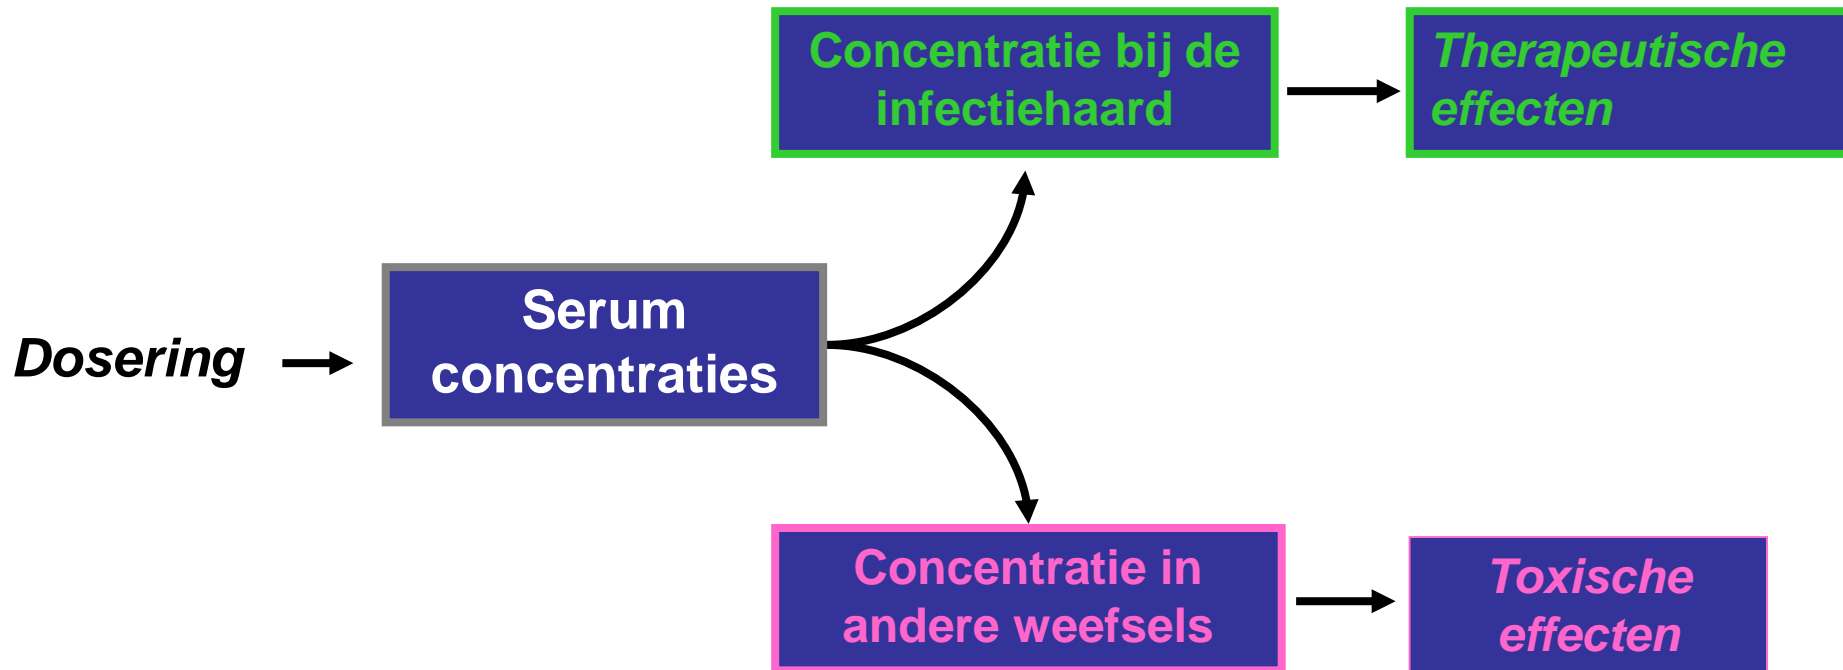 Dosering
Serum
concentraties
Concentratie bij de
infectiehaard
Therapeutische
effecten
Concentratie in
andere weefsels
Toxische
effecten